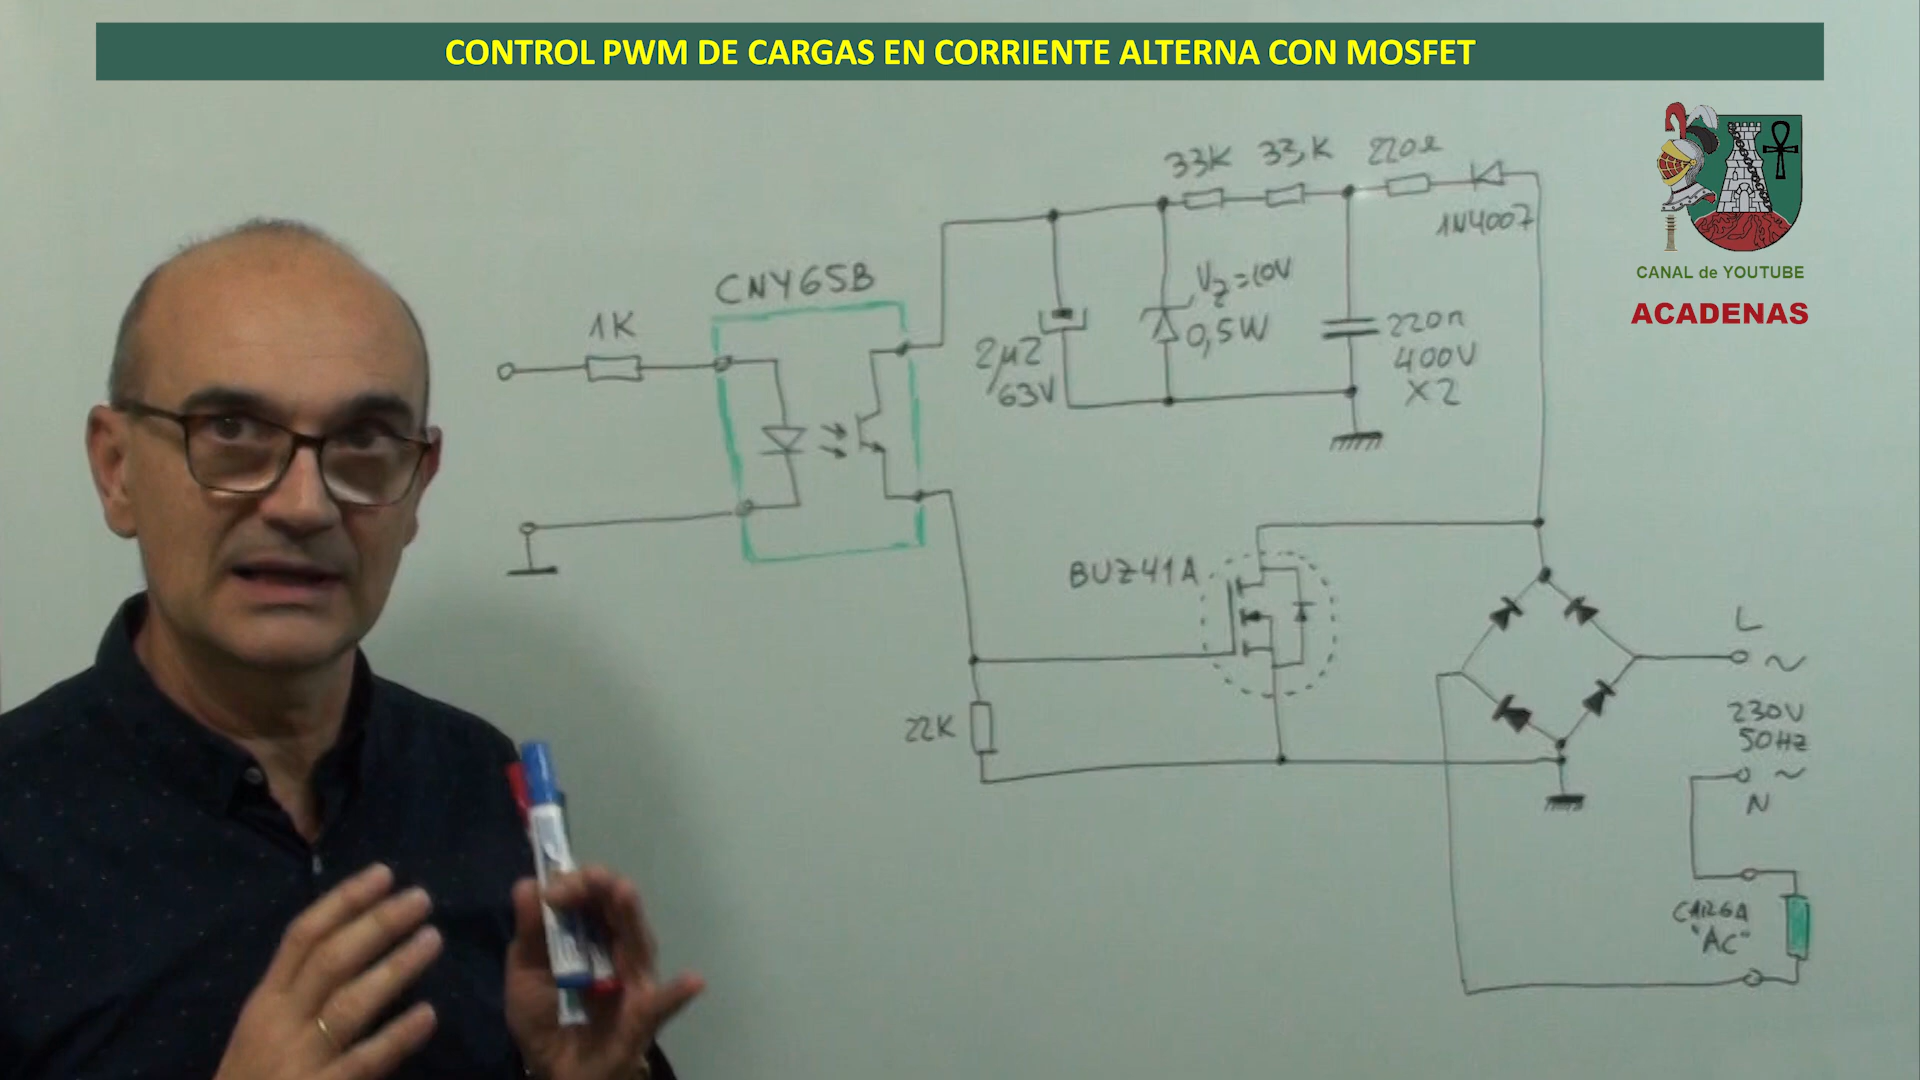 CONTROL PWM DE CARGAS EN CORRIENTE ALTERNA CON MOSFET
33K 33K 220Ω
1N4007
CANAL de YOUTUBE
ACADENAS
CNY65B
1K
Vz=10V
0,5W
2µ2
63V
220n
400V
X2
BUZ41A
L
~
22K
230V
50Hz
~
N
CARGA
"AC"